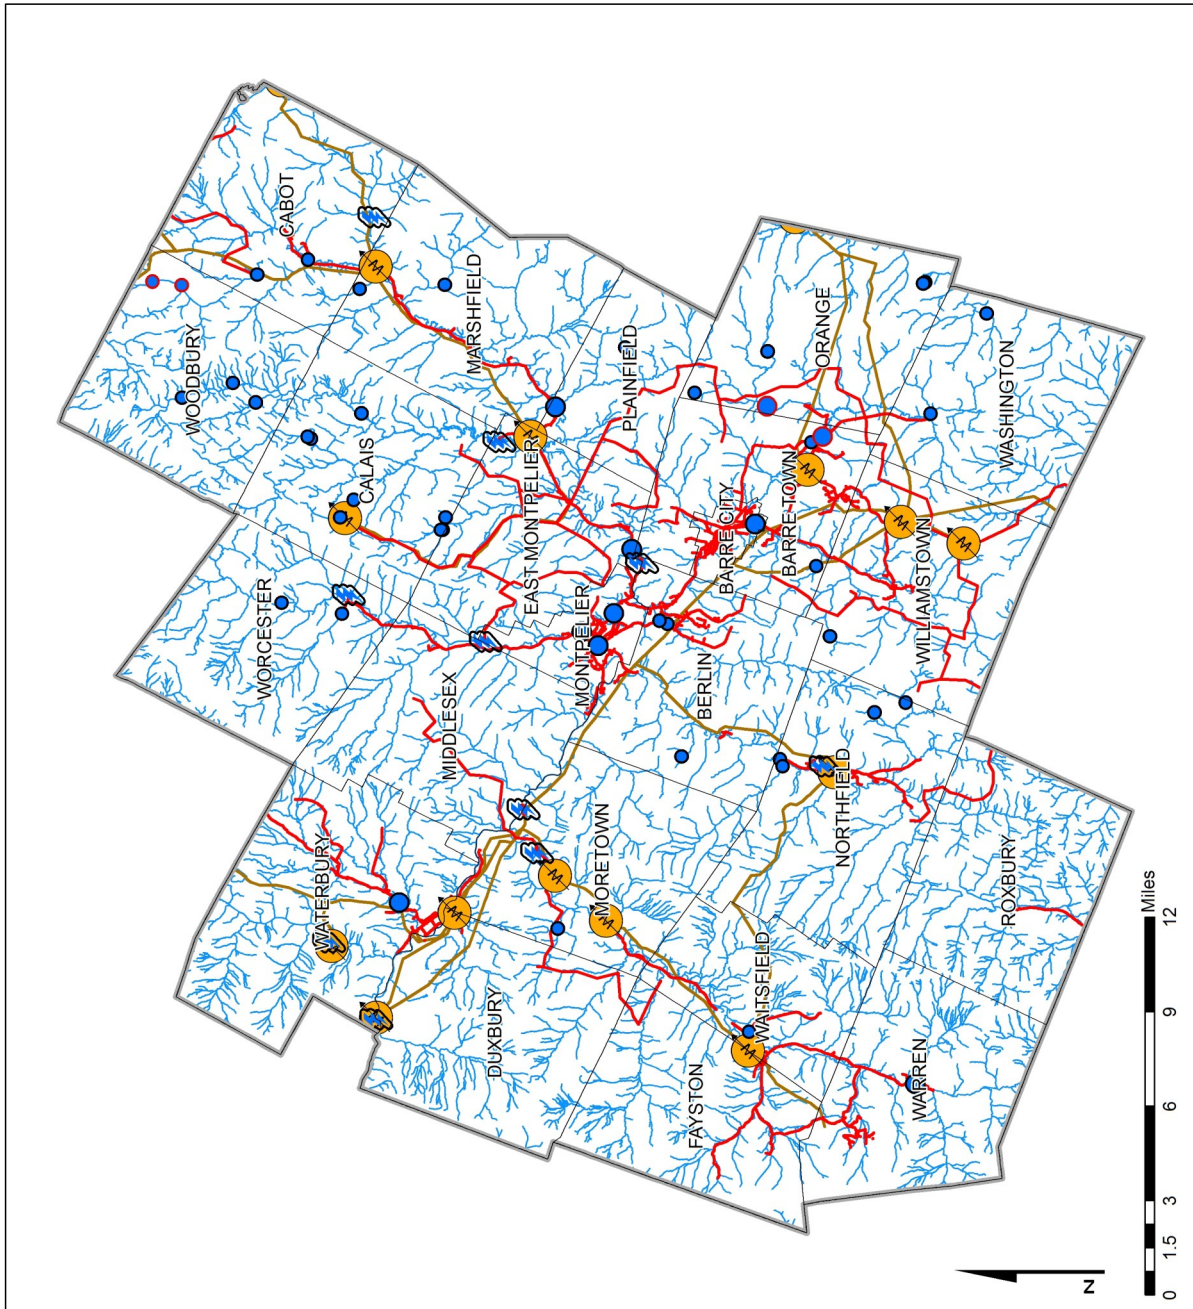 CABOT
WOODBURY
MARSHFIELD
CALAIS
PLAINFIELD
ORANGE
WASHINGTON
EAST MONTPELIER
WORCESTER
BARRE CITY
BARRE TOWN
WILLIAMSTOWN
MONTPELIER
BERLIN
MIDDLESEX
NORTHFIELD
MORETOWN
ROXBURY
WATERBURY
WAITSFIELD
DUXBURY
FAYSTON
WARREN
N
0 1.5 3 6 9 12
Miles